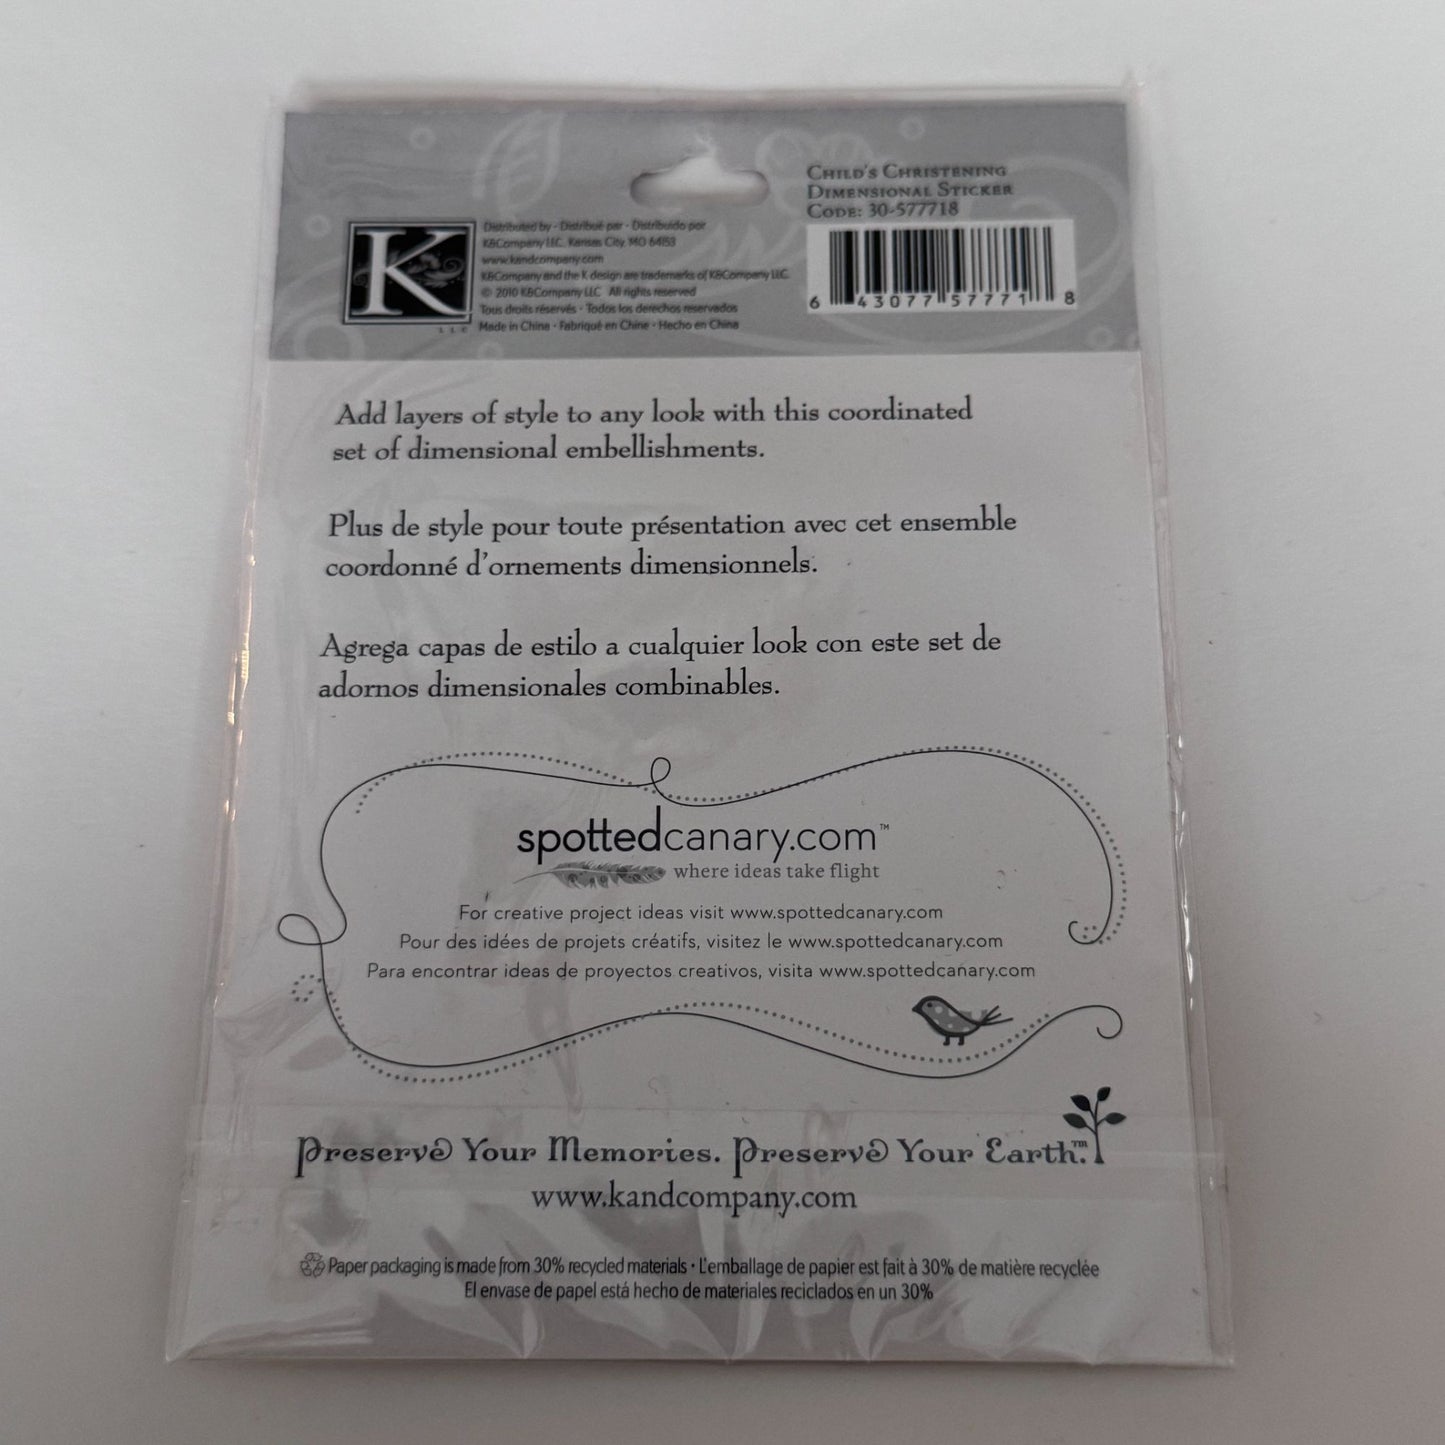 CHILD'S CHRISTENING
DIMENSIONAL STICKER
CODE: 30-577718
6 43077 57771 8
K
LLC
Distributed by • Distribué par • Distribuido por
K&Company LLC, Kansas City, MO 64153
www.kandcompany.com
K&Company and the K design are trademarks of K&Company LLC.
© 2010 K&Company LLC All rights reserved
Tous droits réservés • Todos los derechos reservados
Made in China • Fabriqué en Chine • Hecho en China
Add layers of style to any look with this coordinated
set of dimensional embellishments.
Plus de style pour toute présentation avec cet ensemble
coordonné d'ornements dimensionnels.
Agrega capas de estilo a cualquier look con este set de
adornos dimensionales combinables.
spottedcanary.com™
where ideas take flight
For creative project ideas visit www.spottedcanary.com
Pour des idées de projets créatifs, visitez le www.spottedcanary.com
Para encontrar ideas de proyectos creativos, visita www.spottedcanary.com
Preserve Your Memories. Preserve Your Earth.™
www.kandcompany.com
Paper packaging is made from 30% recycled materials • L'emballage de papier est fait à 30% de matière recyclée
El envase de papel está hecho de materiales reciclados en un 30%